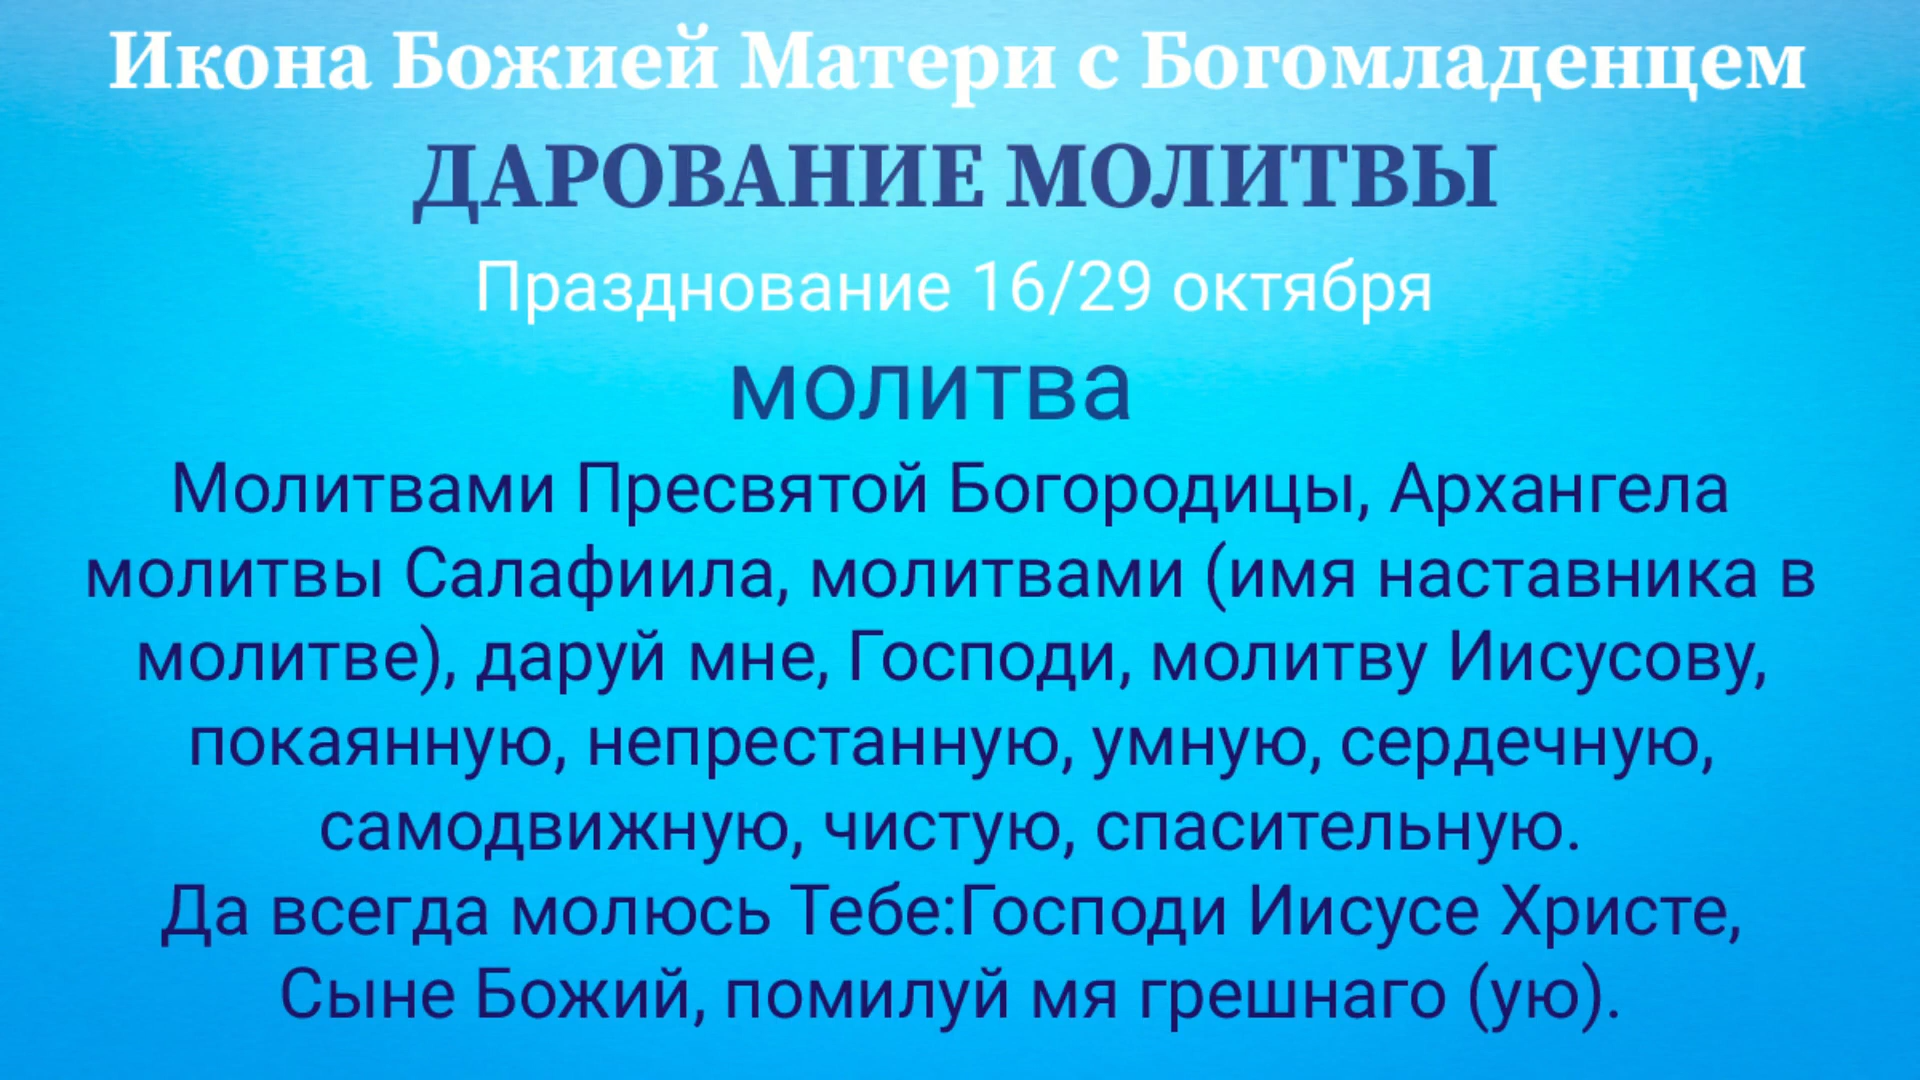 Икона Божией Матери с Богомладенцем
ДАРОВАНИЕ МОЛИТВЫ
Празднование 16/29 октября
молитва
Молитвами Пресвятой Богородицы, Архангела
молитвы Салафиила, молитвами (имя наставника в
молитве), даруй мне, Господи, молитву Иисусову,
покаянную, непрестанную, умную, сердечную,
самодвижную, чистую, спасительную.
Да всегда молюсь Тебе:Господи Иисусе Христе,
Сыне Божий, помилуй мя грешнаго (ую).